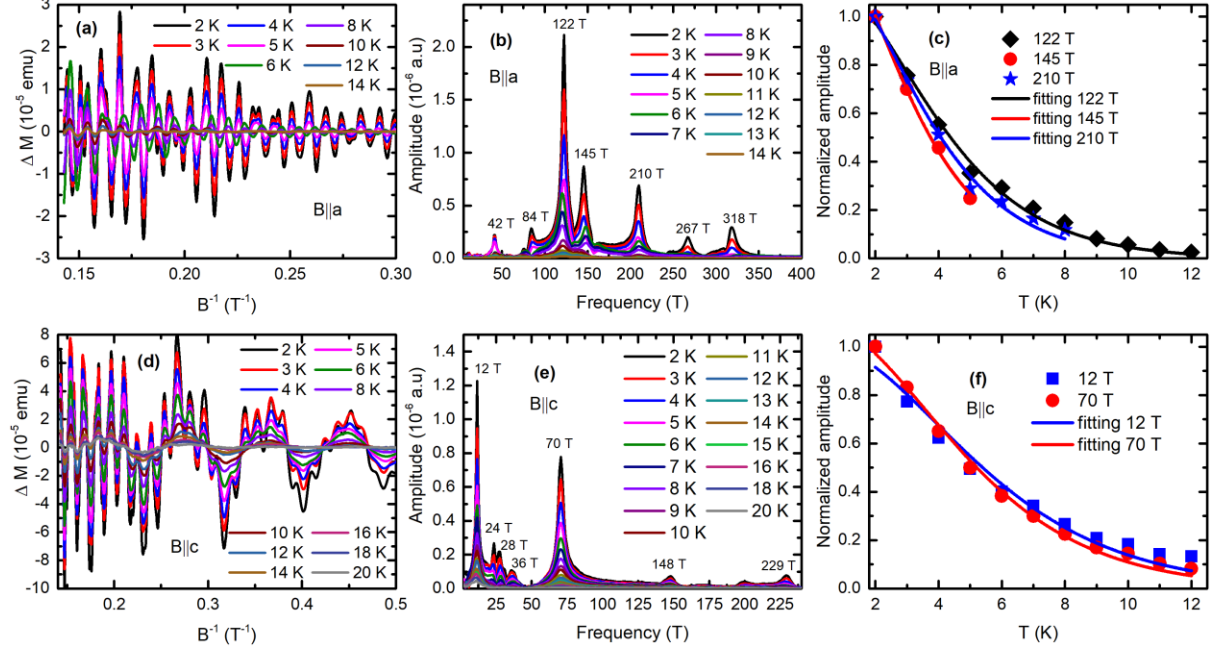 (a)
2 K 4 K 8 K
3 K 5 K 10 K
6 K 12 K
14 K
B||a
3
2
1
0
-1
-2
-3
0.15 0.20 0.25 0.30
Δ M (10⁻⁵ emu)
B⁻¹ (T⁻¹)
(b)
B||a
122 T
145 T
210 T
42 T
84 T
267 T
318 T
2 K 8 K
3 K 9 K
4 K 10 K
5 K 11 K
6 K 12 K
7 K 13 K
14 K
2.0
1.5
1.0
0.5
0.0
50 100 150 200 250 300 350 400
Amplitude (10⁻⁶ a.u)
Frequency (T)
(c)
B||a
122 T
145 T
210 T
fitting 122 T
fitting 145 T
fitting 210 T
1.0
0.8
0.6
0.4
0.2
0.0
2 4 6 8 10 12
Normalized amplitude
T (K)
(d)
2 K 5 K
3 K 6 K
4 K 8 K
10 K 16 K
12 K 18 K
14 K 20 K
B||c
8
6
4
2
0
-2
-4
-6
-8
-10
0.2 0.3 0.4 0.5
Δ M (10⁻⁵ emu)
B⁻¹ (T⁻¹)
(e)
B||c
12 T
70 T
24 T
28 T
36 T
148 T
229 T
2 K 11 K
3 K 12 K
4 K 13 K
5 K 14 K
6 K 15 K
7 K 16 K
8 K 18 K
9 K 20 K
10 K
1.4
1.2
1.0
0.8
0.6
0.4
0.2
0.0
25 50 75 100 125 150 175 200 225
Amplitude (10⁻⁶ a.u)
Frequency (T)
(f)
B||c
12 T
70 T
fitting 12 T
fitting 70 T
1.0
0.8
0.6
0.4
0.2
0.0
2 4 6 8 10 12
Normalized amplitude
T (K)